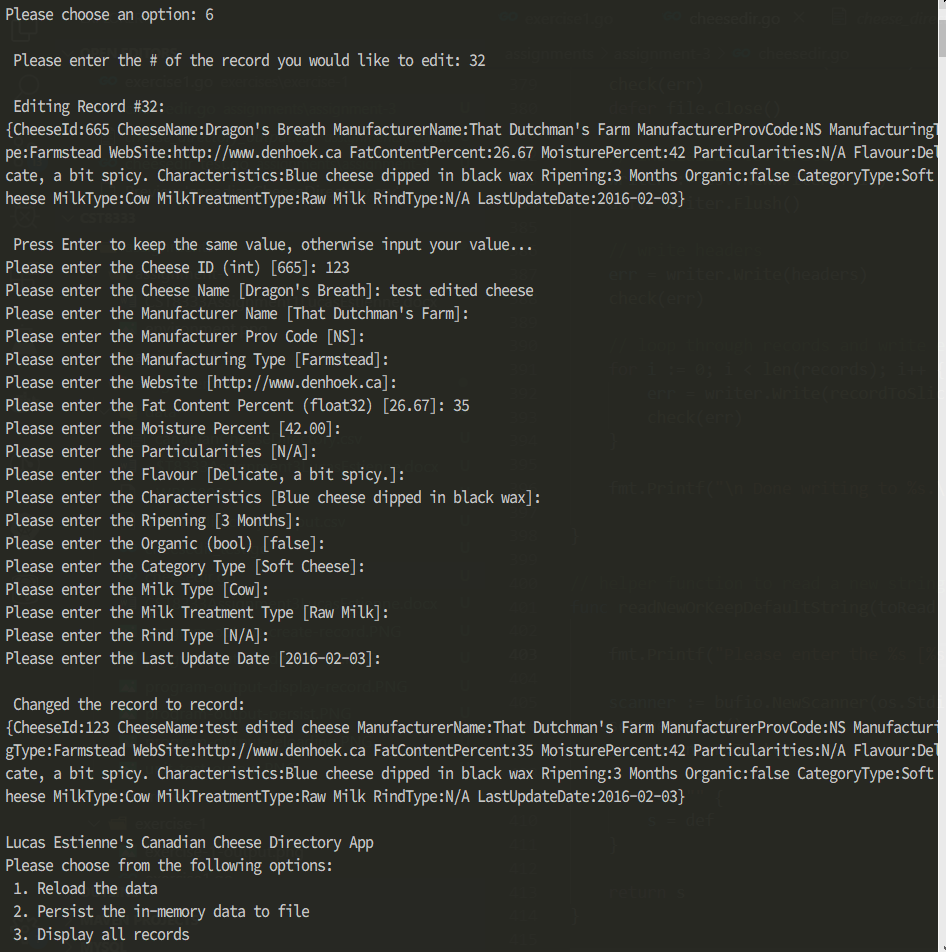 Please choose an option: 6
Please enter the # of the record you would like to edit: 32
Editing Record #32:
{CheeseId:665 CheeseName:Dragon's Breath ManufacturerName:That Dutchman's Farm ManufacturerProvCode:NS ManufacturingT
pe:Farmstead WebSite:http://www.denhoek.ca FatContentPercent:26.67 MoisturePercent:42 Particularities:N/A Flavour:Del
cate, a bit spicy. Characteristics:Blue cheese dipped in black wax Ripening:3 Months Organic:false CategoryType:Soft
heese MilkType:Cow MilkTreatmentType:Raw Milk RindType:N/A LastUpdateDate:2016-02-03}
Press Enter to keep the same value, otherwise input your value...
Please enter the Cheese ID (int) [665]: 123
Please enter the Cheese Name [Dragon's Breath]: test edited cheese
Please enter the Manufacturer Name [That Dutchman's Farm]:
Please enter the Manufacturer Prov Code [NS]:
Please enter the Manufacturing Type [Farmstead]:
Please enter the Website [http://www.denhoek.ca]:
Please enter the Fat Content Percent (float32) [26.67]: 35
Please enter the Moisture Percent [42.00]:
Please enter the Particularities [N/A]:
Please enter the Flavour [Delicate, a bit spicy.]:
Please enter the Characteristics [Blue cheese dipped in black wax]:
Please enter the Ripening [3 Months]:
Please enter the Organic (bool) [false]:
Please enter the Category Type [Soft Cheese]:
Please enter the Milk Type [Cow]:
Please enter the Milk Treatment Type [Raw Milk]:
Please enter the Rind Type [N/A]:
Please enter the Last Update Date [2016-02-03]:
Changed the record to record:
{CheeseId:123 CheeseName:test edited cheese ManufacturerName:That Dutchman's Farm ManufacturerProvCode:NS Manufacturi
gType:Farmstead WebSite:http://www.denhoek.ca FatContentPercent:35 MoisturePercent:42 Particularities:N/A Flavour:Del
cate, a bit spicy. Characteristics:Blue cheese dipped in black wax Ripening:3 Months Organic:false CategoryType:Soft
heese MilkType:Cow MilkTreatmentType:Raw Milk RindType:N/A LastUpdateDate:2016-02-03}
Lucas Estienne's Canadian Cheese Directory App
Please choose from the following options:
1. Reload the data
2. Persist the in-memory data to file
3. Display all records